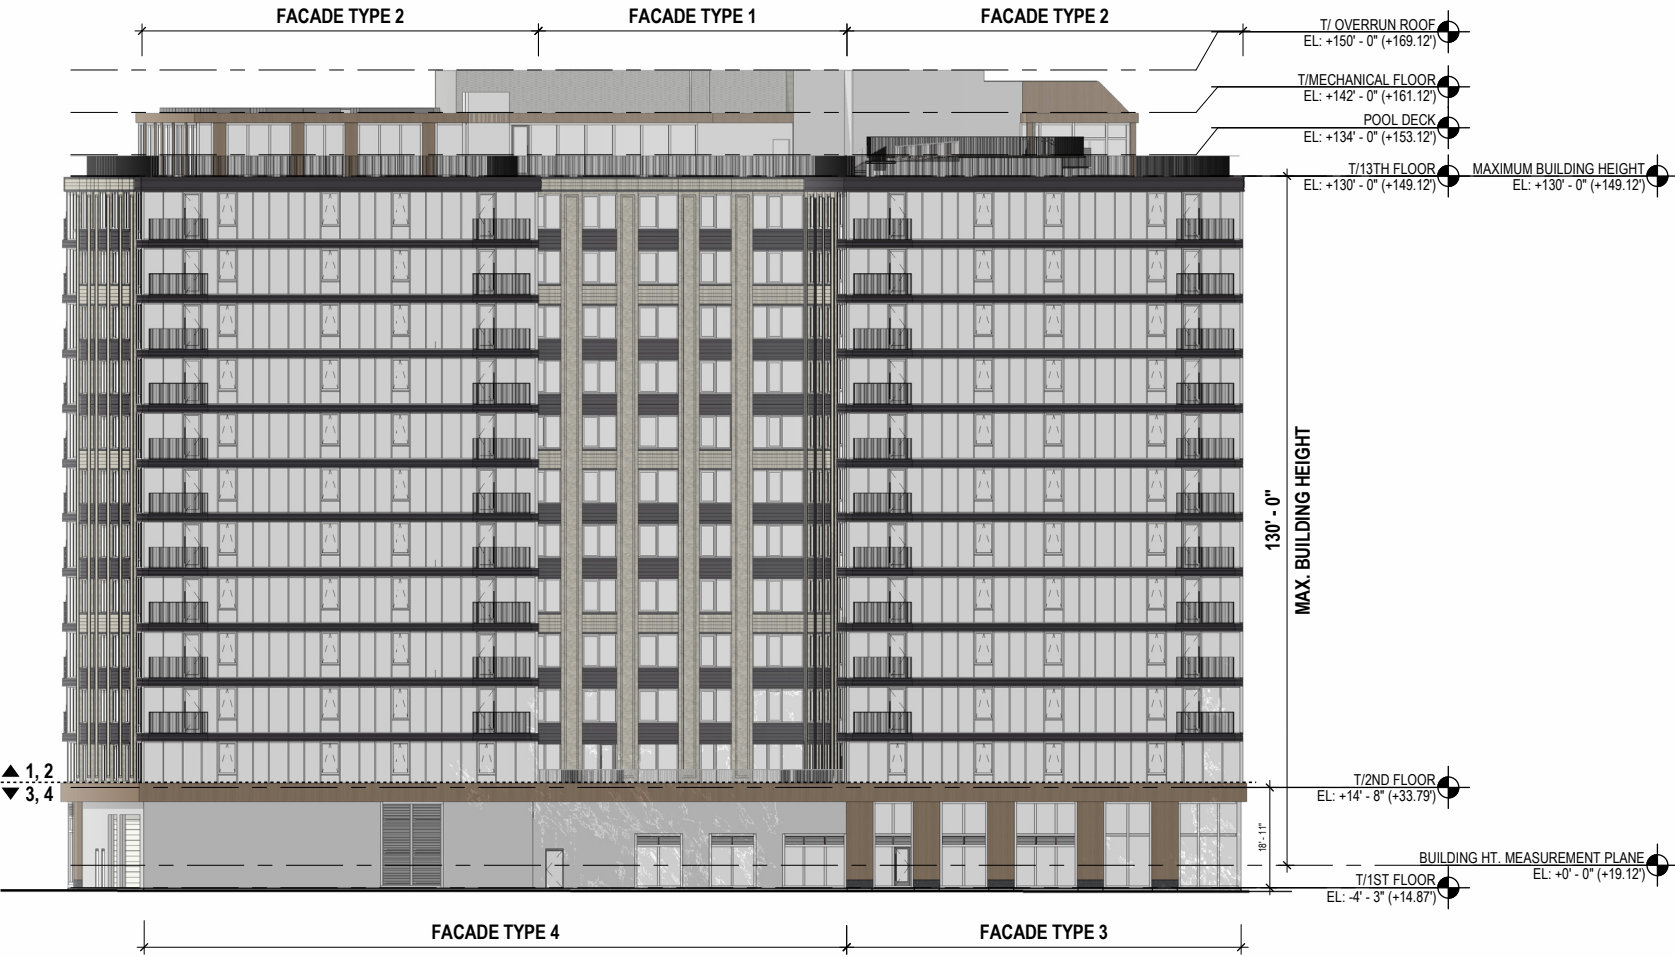 FACADE TYPE 2
FACADE TYPE 1
FACADE TYPE 2
T/ OVERRUN ROOF
EL: +150' - 0" (+169.12')
T/MECHANICAL FLOOR
EL: +142' - 0" (+161.12')
POOL DECK
EL: +134' - 0" (+153.12')
T/13TH FLOOR
EL: +130' - 0" (+149.12')
MAXIMUM BUILDING HEIGHT
EL: +130' - 0" (+149.12')
130' - 0"
MAX. BUILDING HEIGHT
▲ 1, 2
▼ 3, 4
T/2ND FLOOR
EL: +14' - 8" (+33.79')
18' - 11"
BUILDING HT. MEASUREMENT PLANE
EL: +0' - 0" (+19.12')
T/1ST FLOOR
EL: -4' - 3" (+14.87')
FACADE TYPE 4
FACADE TYPE 3